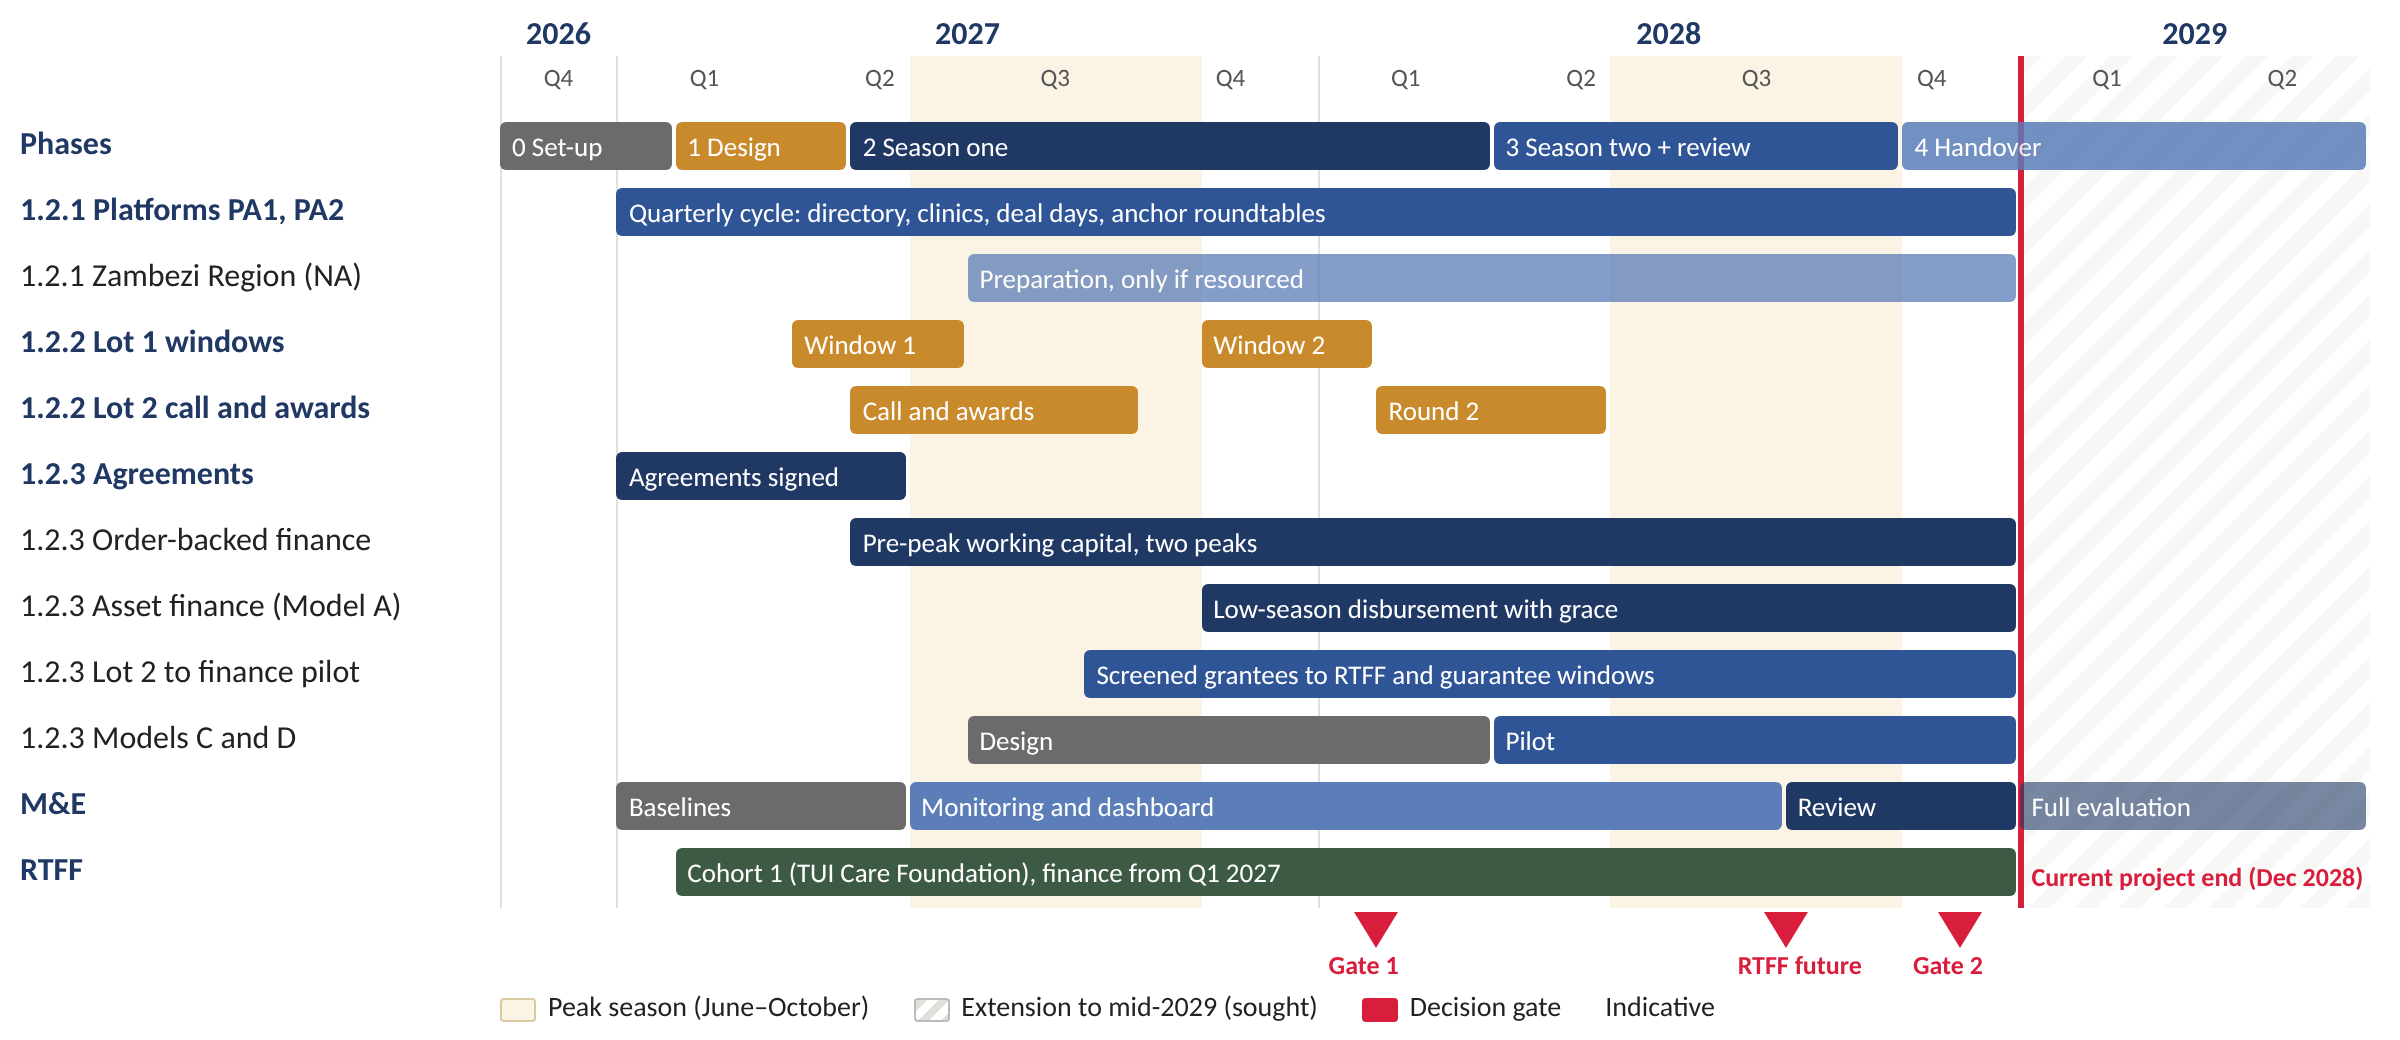 2026 2027 2028 2029
Q4 Q1 Q2 Q3 Q4 Q1 Q2 Q3 Q4 Q1 Q2
Phases 0 Set-up 1 Design 2 Season one 3 Season two + review 4 Handover
1.2.1 Platforms PA1, PA2 Quarterly cycle: directory, clinics, deal days, anchor roundtables
1.2.1 Zambezi Region (NA) Preparation, only if resourced
1.2.2 Lot 1 windows Window 1 Window 2
1.2.2 Lot 2 call and awards Call and awards Round 2
1.2.3 Agreements Agreements signed
1.2.3 Order-backed finance Pre-peak working capital, two peaks
1.2.3 Asset finance (Model A) Low-season disbursement with grace
1.2.3 Lot 2 to finance pilot Screened grantees to RTFF and guarantee windows
1.2.3 Models C and D Design Pilot
M&E Baselines Monitoring and dashboard Review Full evaluation
RTFF Cohort 1 (TUI Care Foundation), finance from Q1 2027 Current project end (Dec 2028)
Gate 1 RTFF future Gate 2
Peak season (June–October) Extension to mid-2029 (sought) Decision gate Indicative